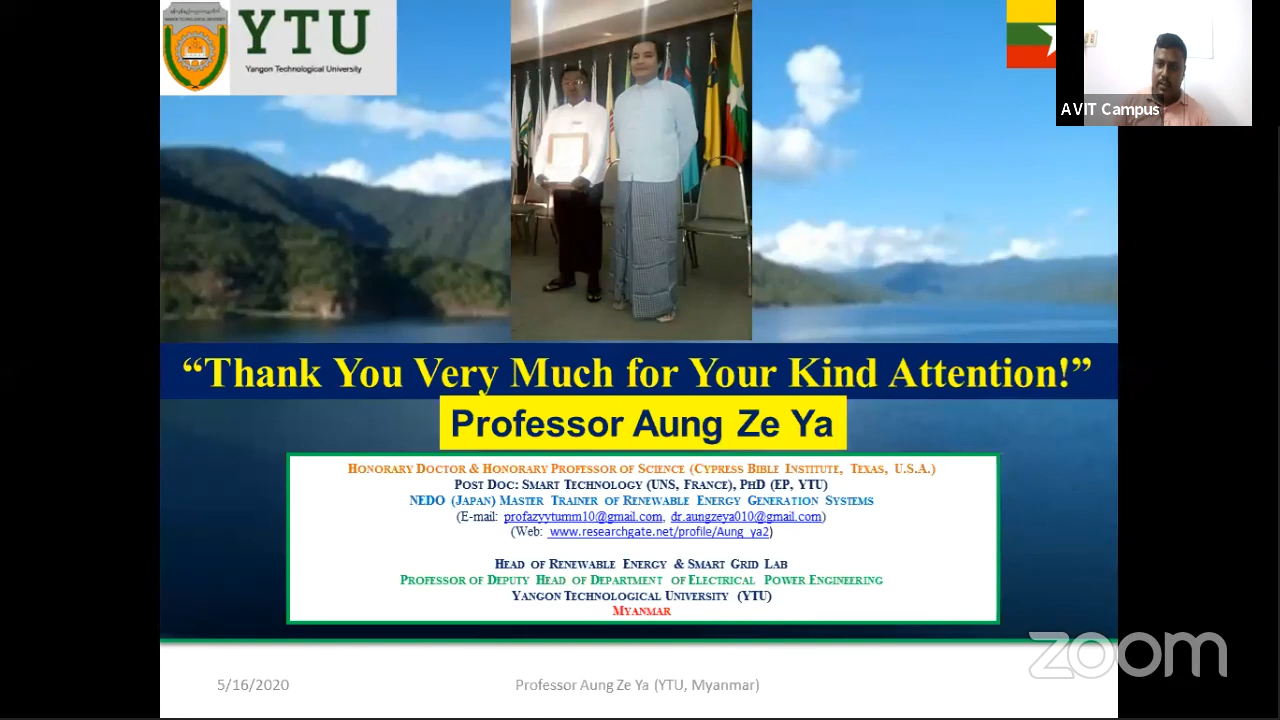 YTU
Yangon Technological University
AVIT Campus
“Thank You Very Much for Your Kind Attention!”
Professor Aung Ze Ya
HONORARY DOCTOR & HONORARY PROFESSOR OF SCIENCE (CYPRESS BIBLE INSTITUTE, TEXAS, U.S.A.)
POST DOC: SMART TECHNOLOGY (UNS, FRANCE), PHD (EP, YTU)
NEDO (JAPAN) MASTER TRAINER OF RENEWABLE ENERGY GENERATION SYSTEMS
(E-mail: profazyytumm10@gmail.com, dr.aungzeya010@gmail.com)
(Web: www.researchgate.net/profile/Aung_ya2)
HEAD OF RENEWABLE ENERGY & SMART GRID LAB
PROFESSOR OF DEPUTY HEAD OF DEPARTMENT OF ELECTRICAL POWER ENGINEERING
YANGON TECHNOLOGICAL UNIVERSITY (YTU)
MYANMAR
zoom
5/16/2020
Professor Aung Ze Ya (YTU, Myanmar)